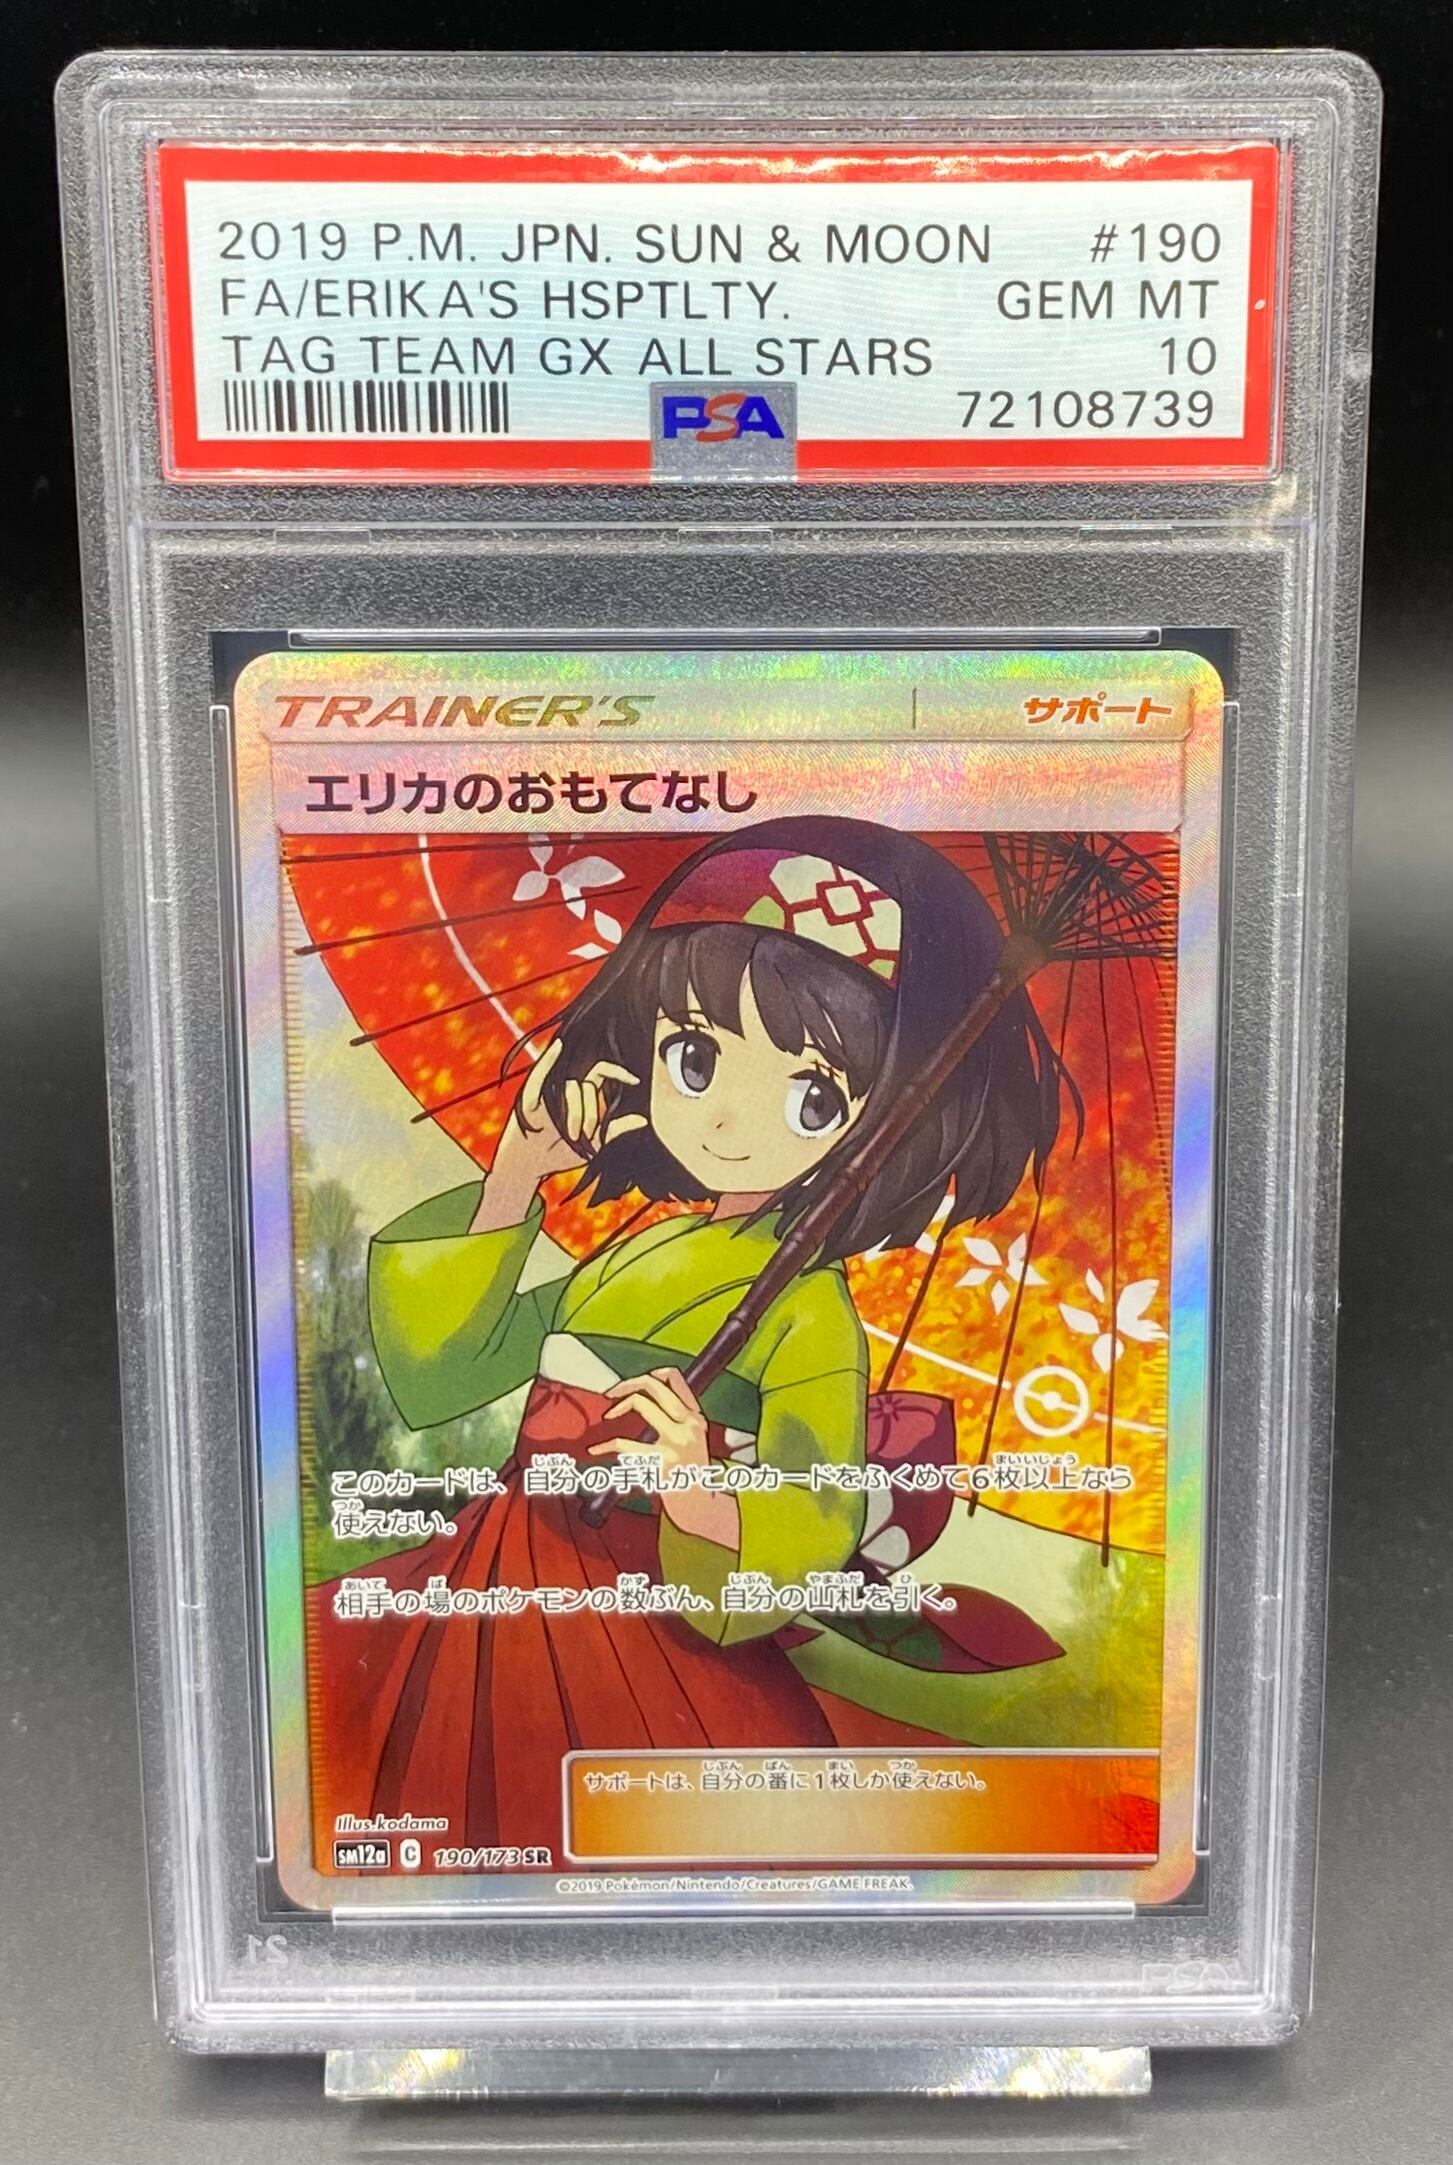 2019 P.M. JPN. SUN & MOON #190
FA/ERIKA'S HSPTLTY. GEM MT
TAG TEAM GX ALL STARS 10
PSA 72108739
TRAINER'S サポート
エリカのおもてなし
このカードは、自分の手札がこのカードをふくめて6枚以上なら
使えない。
相手の場のポケモンの数ぶん、自分の山札を引く。
サポートは、自分の番に1枚しか使えない。
Illus.kodama
SM12a C 190/173 SR
©2019 Pokémon/Nintendo/Creatures/GAME FREAK.
21 PSA